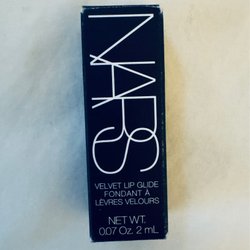 NARS
VELVET LIP GLIDE
FONDANT À
LÈVRES VELOURS
NET WT.
0.07 Oz. 2 mL